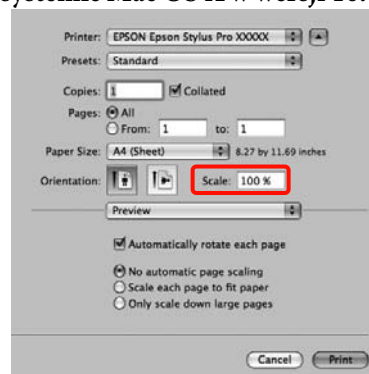 Printer: EPSON Epson Stylus Pro XXXXX
Presets: Standard
Copies: 1 Collated
Pages: All
From: 1 to: 1
Paper Size: A4 (Sheet) 8.27 by 11.69 inches
Orientation: Scale: 100 %
Preview
Automatically rotate each page
No automatic page scaling
Scale each page to fit paper
Only scale down large pages
Cancel Print